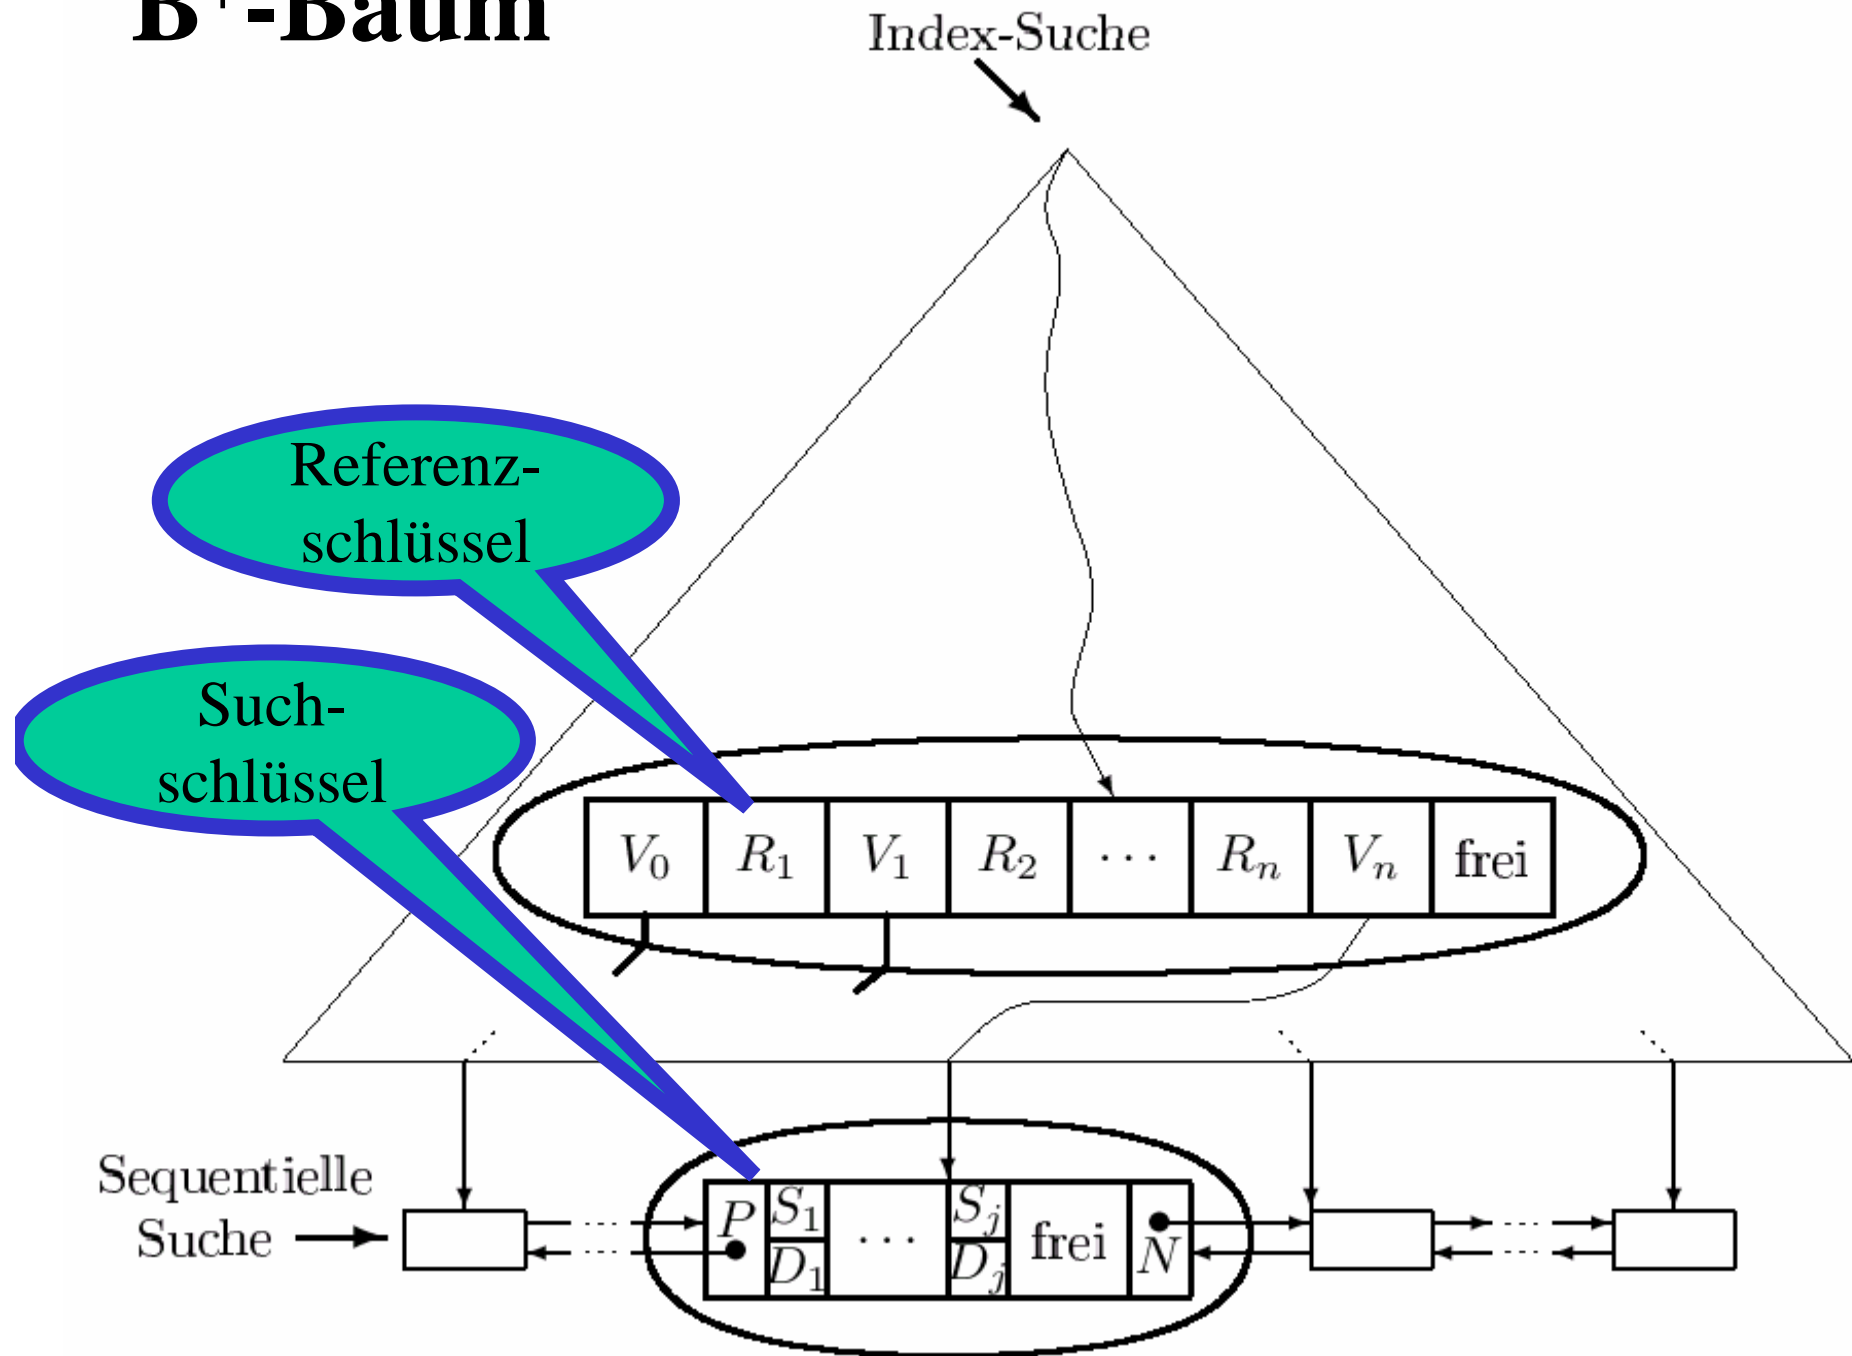 B⁺-Baum
Index-Suche
Referenz-
schlüssel
Such-
schlüssel
V₀ R₁ V₁ R₂ ··· Rₙ Vₙ frei
Sequentielle
Suche
P S₁ D₁ ··· Sⱼ Dⱼ frei N